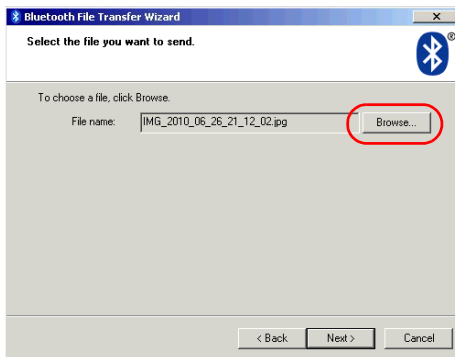 Bluetooth File Transfer Wizard
Select the file you want to send.
®
To choose a file, click Browse.
File name: IMG_2010_06_26_21_12_02.jpg Browse...
< Back Next > Cancel